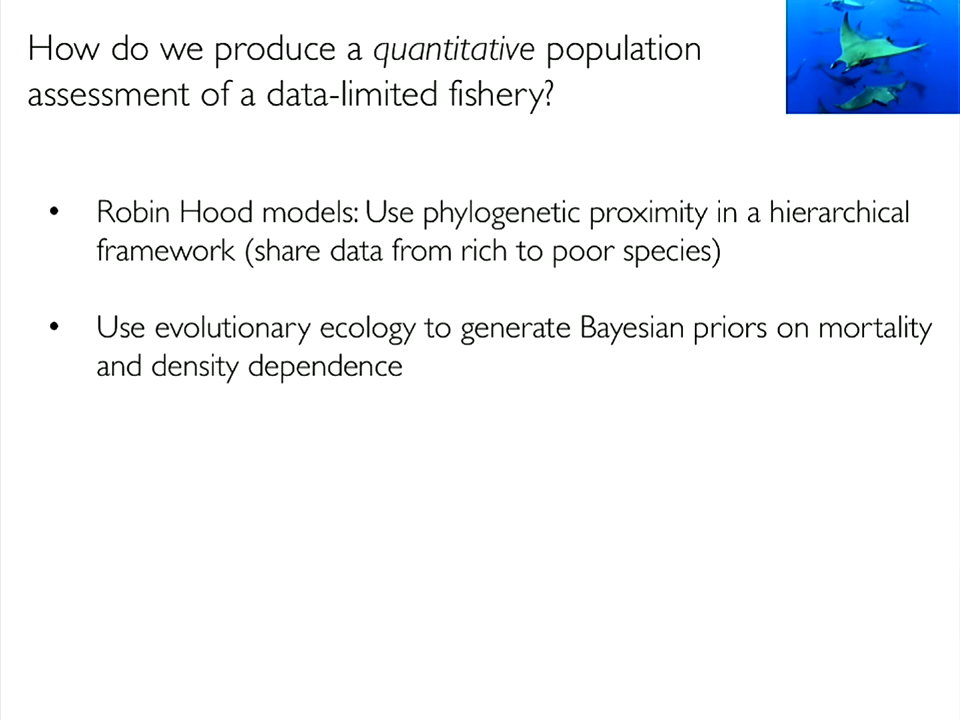 How do we produce a quantitative population
assessment of a data-limited fishery?
• Robin Hood models: Use phylogenetic proximity in a hierarchical
framework (share data from rich to poor species)
• Use evolutionary ecology to generate Bayesian priors on mortality
and density dependence